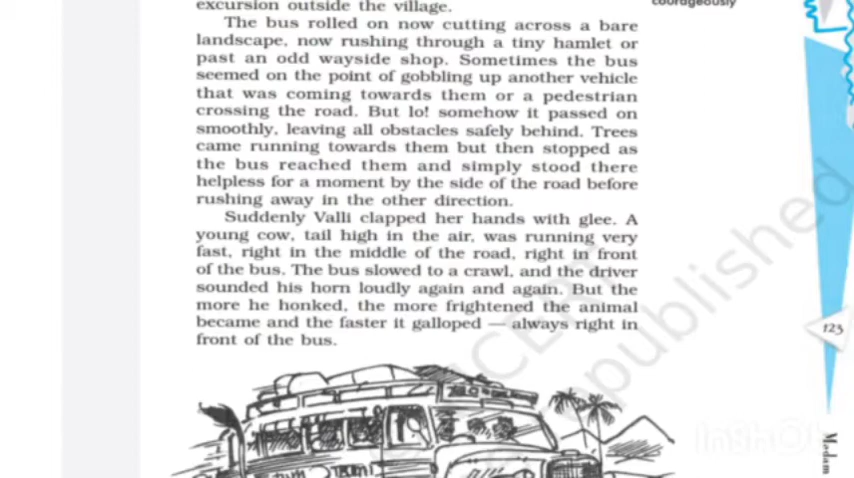 excursion outside the village.
courageously
The bus rolled on now cutting across a bare
landscape, now rushing through a tiny hamlet or
past an odd wayside shop. Sometimes the bus
seemed on the point of gobbling up another vehicle
that was coming towards them or a pedestrian
crossing the road. But lo! somehow it passed on
smoothly, leaving all obstacles safely behind. Trees
came running towards them but then stopped as
the bus reached them and simply stood there
helpless for a moment by the side of the road before
rushing away in the other direction.
Suddenly Valli clapped her hands with glee. A
young cow, tail high in the air, was running very
fast, right in the middle of the road, right in front
of the bus. The bus slowed to a crawl, and the driver
sounded his horn loudly again and again. But the
more he honked, the more frightened the animal
became and the faster it galloped — always right in
front of the bus.
123
Madam
InShOt